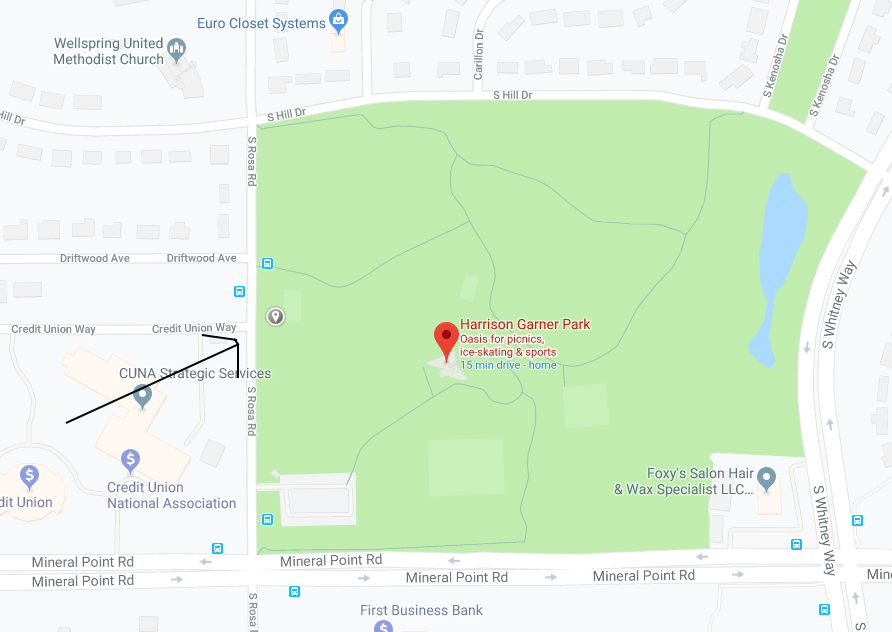 Euro Closet Systems
Wellspring United
Methodist Church
Carillon Dr
S Kenosha Dr
S Kenosha Dr
S Hill Dr
S Hill Dr
Hill Dr
S Rosa Rd
Driftwood Ave
Driftwood Ave
S Whitney Way
Credit Union Way
Credit Union Way
Harrison Garner Park
Oasis for picnics,
ice-skating & sports
15 min drive - home
CUNA Strategic Services
S Rosa Rd
Foxy's Salon Hair
& Wax Specialist LLC...
Credit Union
National Association
dit Union
S Whitney Way
Mineral Point Rd
Mineral Point Rd
Mineral Point Rd
Mineral Point Rd
Mineral Point Rd
Mine
S Rosa R
First Business Bank
S